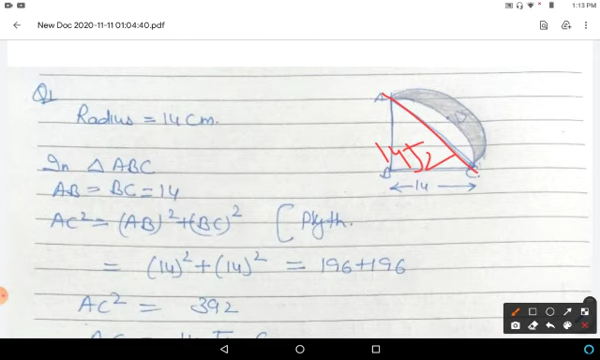 1:13 PM
New Doc 2020-11-11 01:04:40.pdf
Q1
Radius = 14 cm.
In △ ABC
AB = BC = 14
AC² = (AB)² + (BC)² [ Plyth.
= (14)² + (14)² = 196 + 196
AC² = 392
A
D
B
C
14√2
14